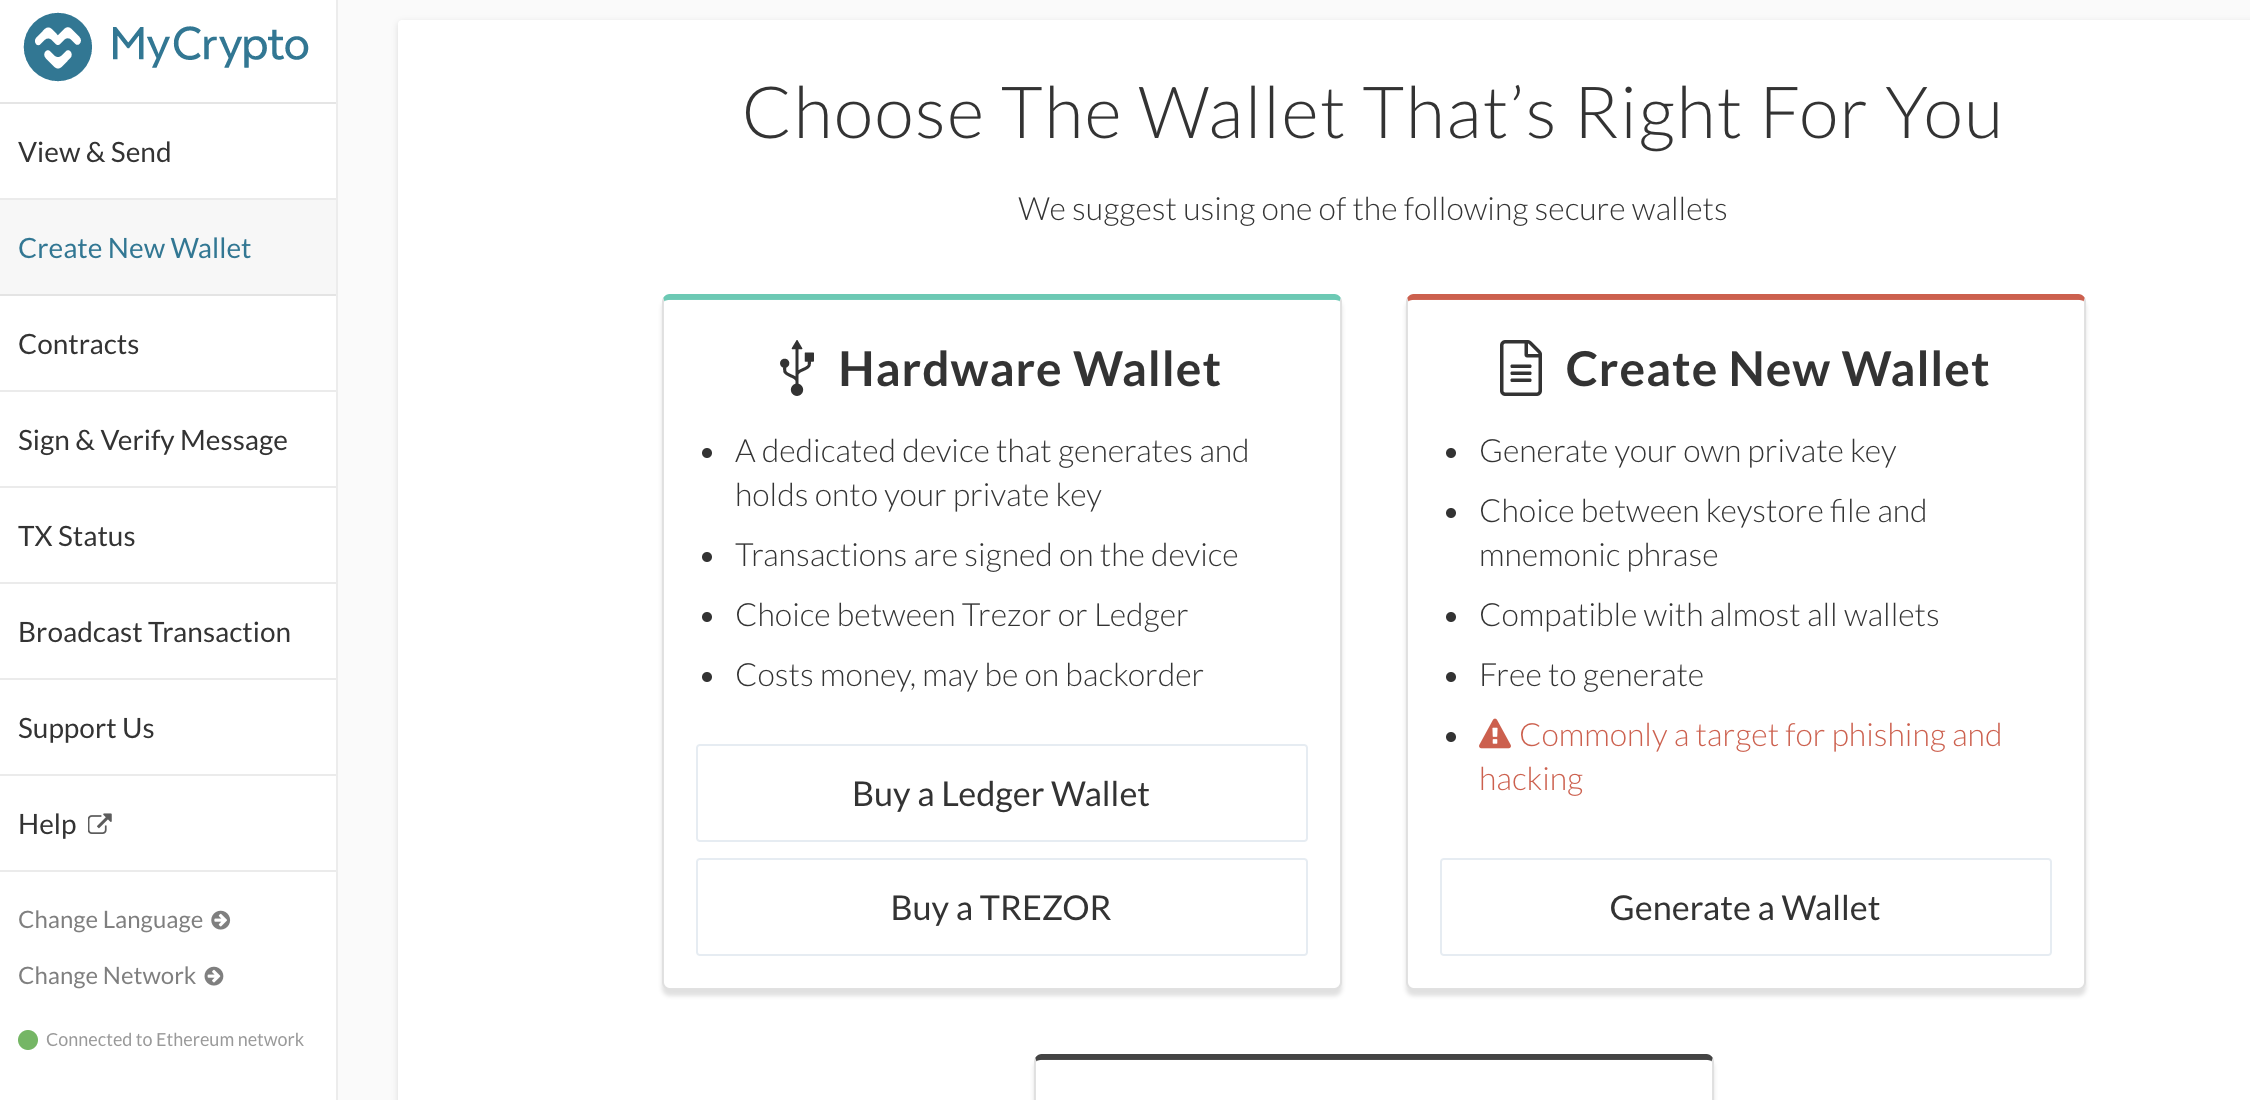 MyCrypto
View & Send
Create New Wallet
Contracts
Sign & Verify Message
TX Status
Broadcast Transaction
Support Us
Help
Change Language
Change Network
Connected to Ethereum network
Choose The Wallet That’s Right For You
We suggest using one of the following secure wallets
Hardware Wallet
A dedicated device that generates and
holds onto your private key
Transactions are signed on the device
Choice between Trezor or Ledger
Costs money, may be on backorder
Buy a Ledger Wallet
Buy a TREZOR
Create New Wallet
Generate your own private key
Choice between keystore file and
mnemonic phrase
Compatible with almost all wallets
Free to generate
Commonly a target for phishing and
hacking
Generate a Wallet